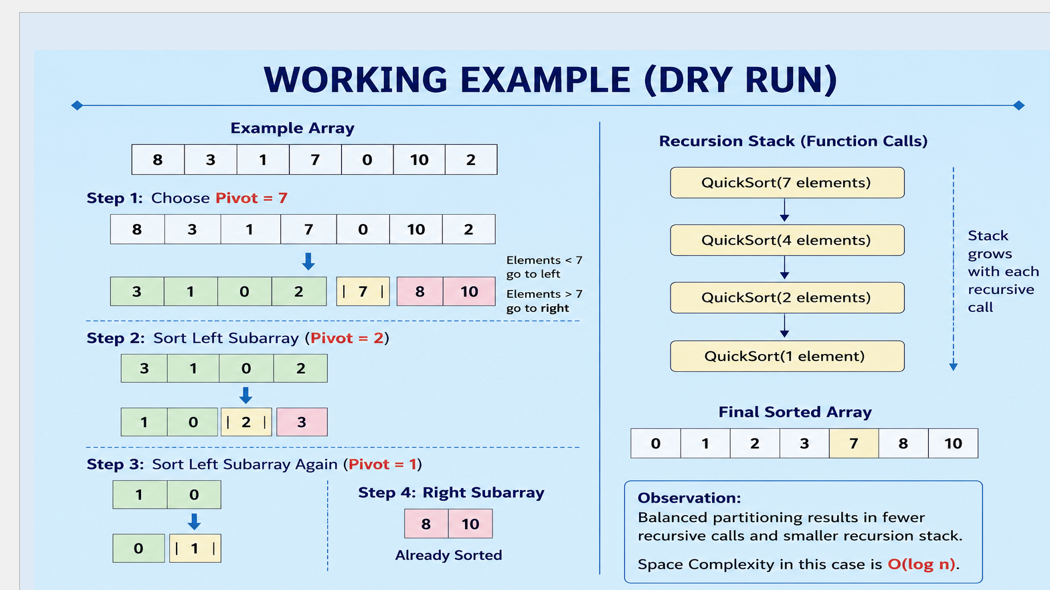 WORKING EXAMPLE (DRY RUN)
Example Array
8 3 1 7 0 10 2
Step 1: Choose Pivot = 7
8 3 1 7 0 10 2
3 1 0 2 | 7 | 8 10
Elements < 7
go to left
Elements > 7
go to right
Step 2: Sort Left Subarray (Pivot = 2)
3 1 0 2
1 0 | 2 | 3
Step 3: Sort Left Subarray Again (Pivot = 1)
1 0
0 | 1 |
Step 4: Right Subarray
8 10
Already Sorted
Recursion Stack (Function Calls)
QuickSort(7 elements)
QuickSort(4 elements)
QuickSort(2 elements)
QuickSort(1 element)
Stack
grows
with each
recursive
call
Final Sorted Array
0 1 2 3 7 8 10
Observation:
Balanced partitioning results in fewer
recursive calls and smaller recursion stack.
Space Complexity in this case is O(log n).